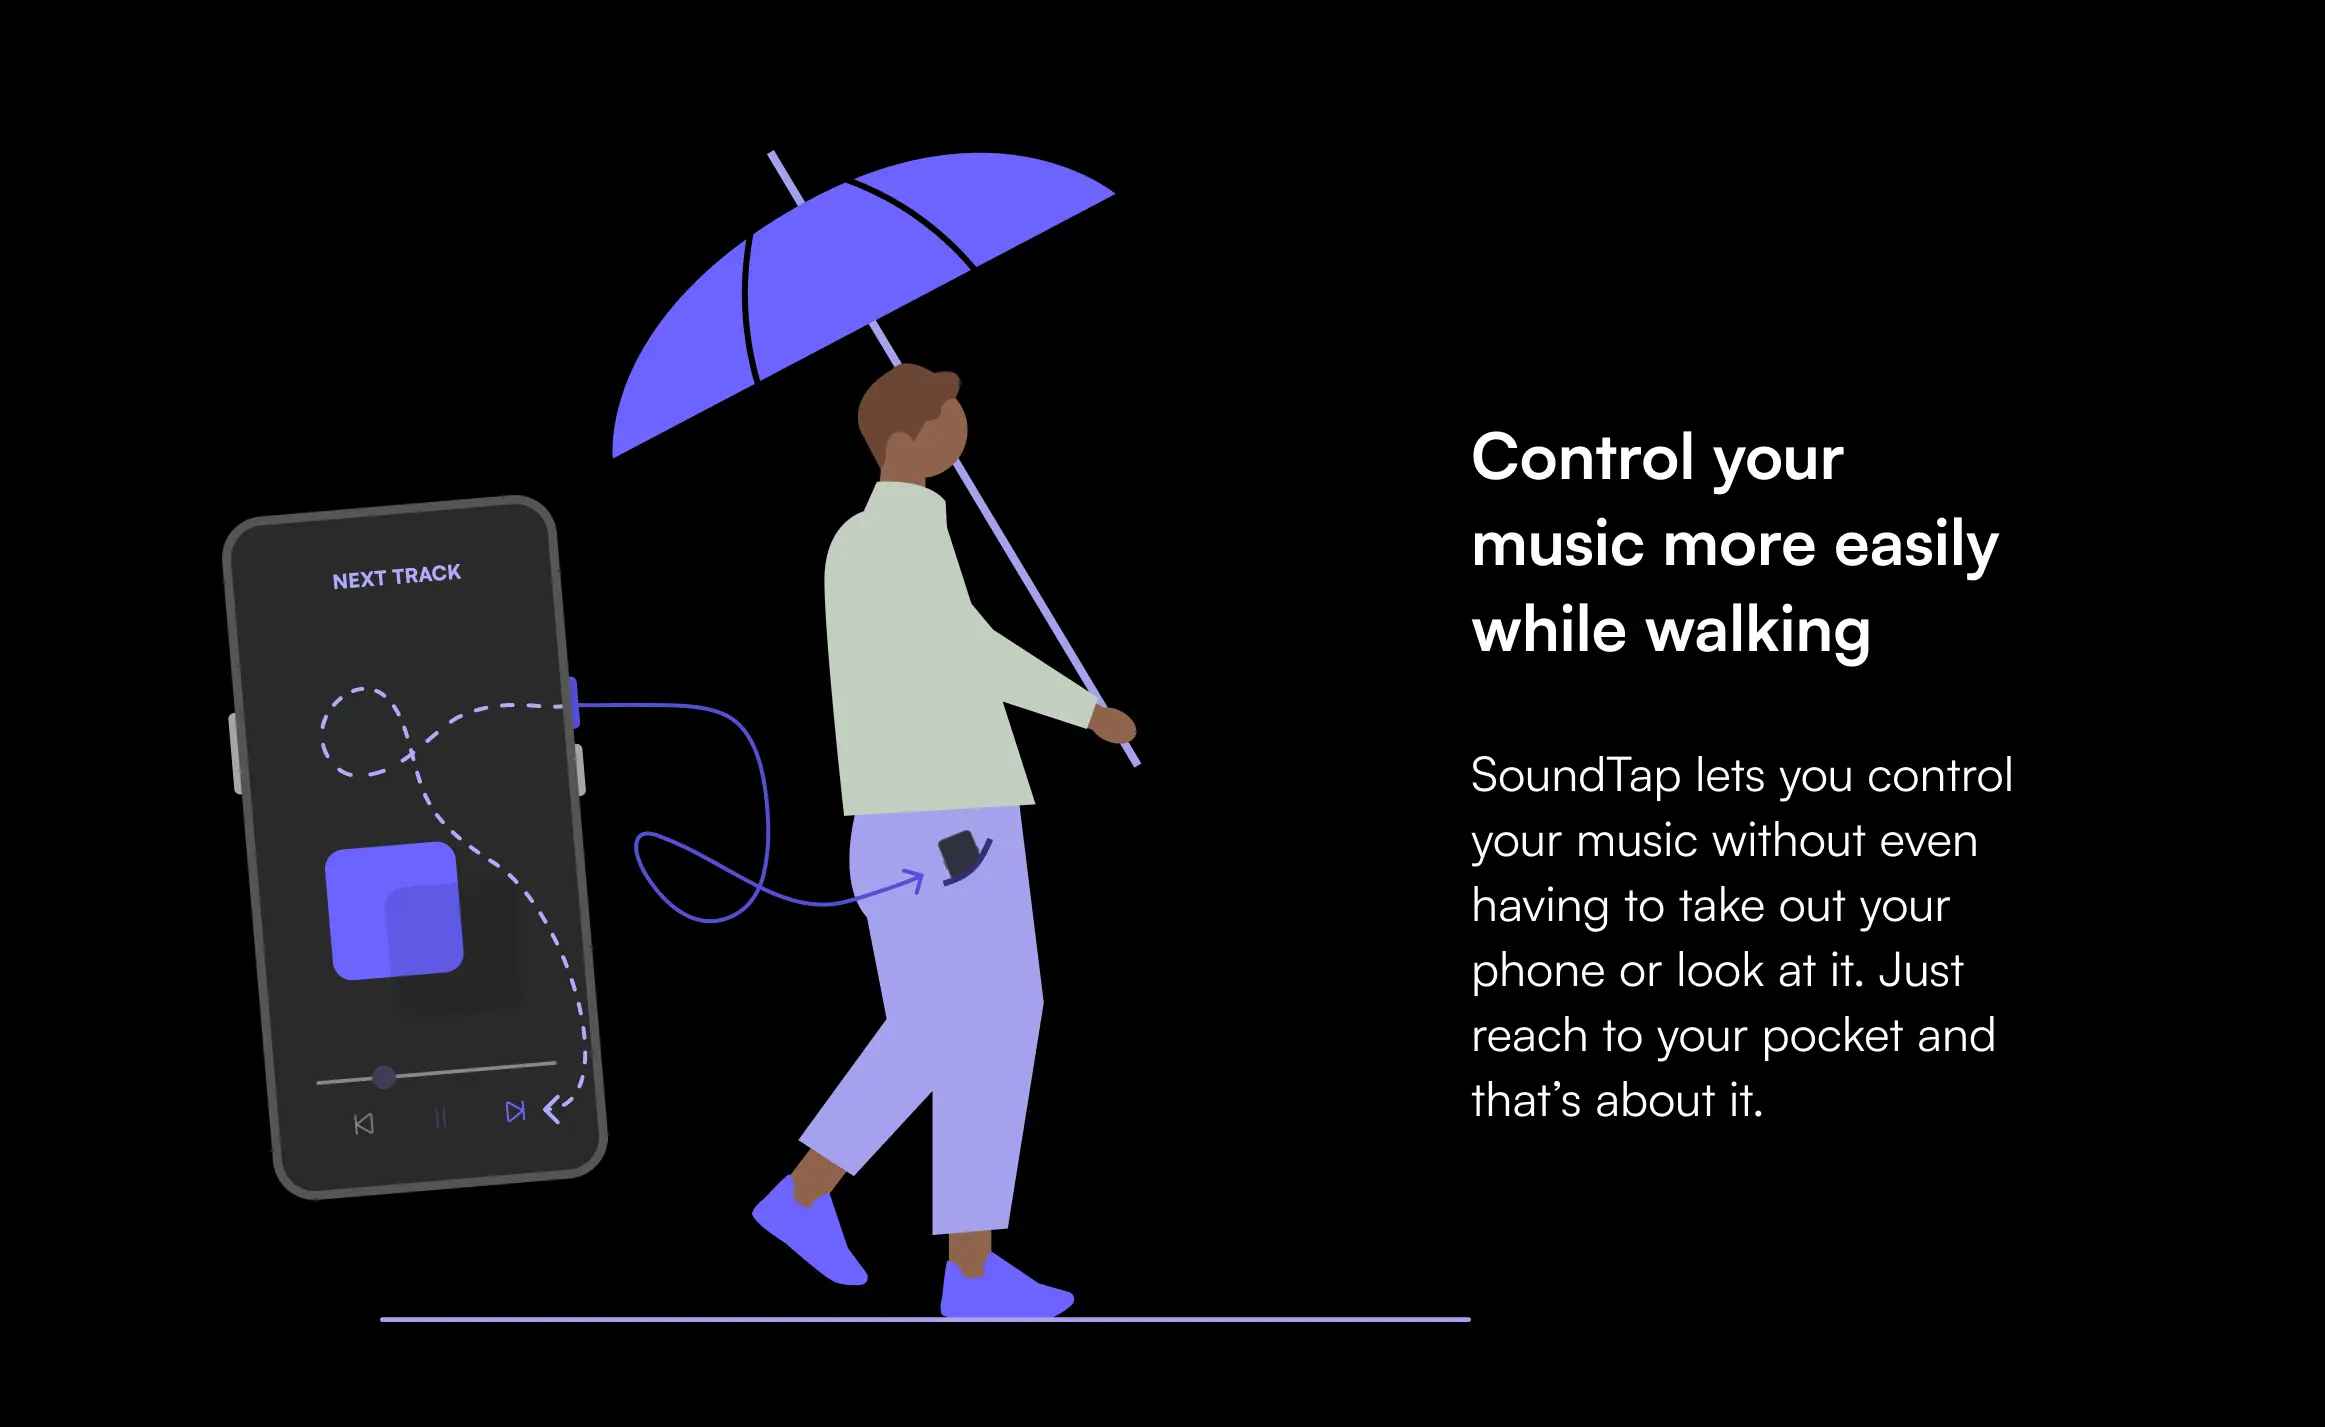 NEXT TRACK
Control your
music more easily
while walking
SoundTap lets you control
your music without even
having to take out your
phone or look at it. Just
reach to your pocket and
that’s about it.